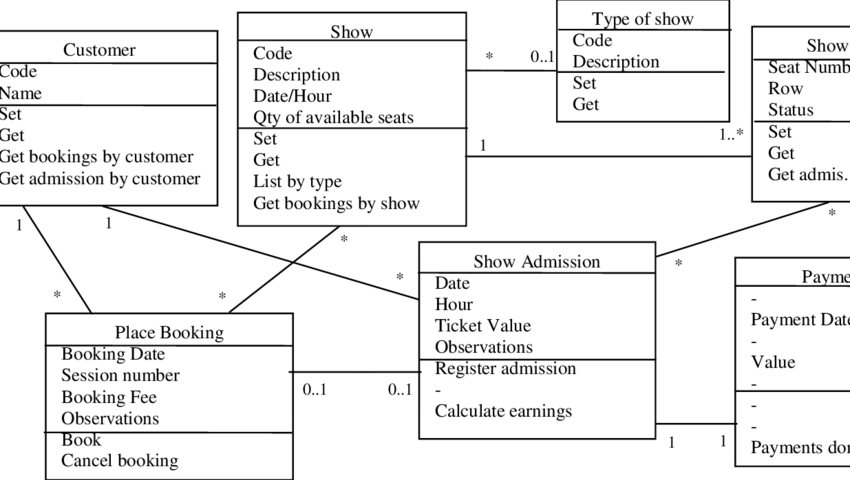 Customer
Code
Name
Set
Get
Get bookings by customer
Get admission by customer
Show
Code
Description
Date/Hour
Qty of available seats
Set
Get
List by type
Get bookings by show
Type of show
Code
Description
Set
Get
Show
Seat
Row
Status
Set
Get
Get admis.
* 0..1
1 1..*
1 1
* *
* *
* *
Place Booking
Booking Date
Session number
Booking Fee
Observations
Book
Cancel booking
0..1 0..1
Show Admission
Date
Hour
Ticket Value
Observations
Register admission
-
Calculate earnings
1 1
-
Payment Date
-
Value
-
-
-
Payments